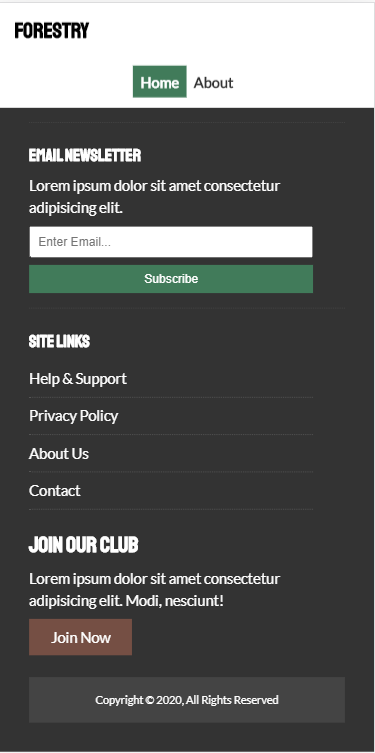 FORESTRY
Home About
EMAIL NEWSLETTER
Lorem ipsum dolor sit amet consectetur
adipisicing elit.
Enter Email...
Subscribe
SITE LINKS
Help & Support
Privacy Policy
About Us
Contact
JOIN OUR CLUB
Lorem ipsum dolor sit amet consectetur
adipisicing elit. Modi, nesciunt!
Join Now
Copyright © 2020, All Rights Reserved